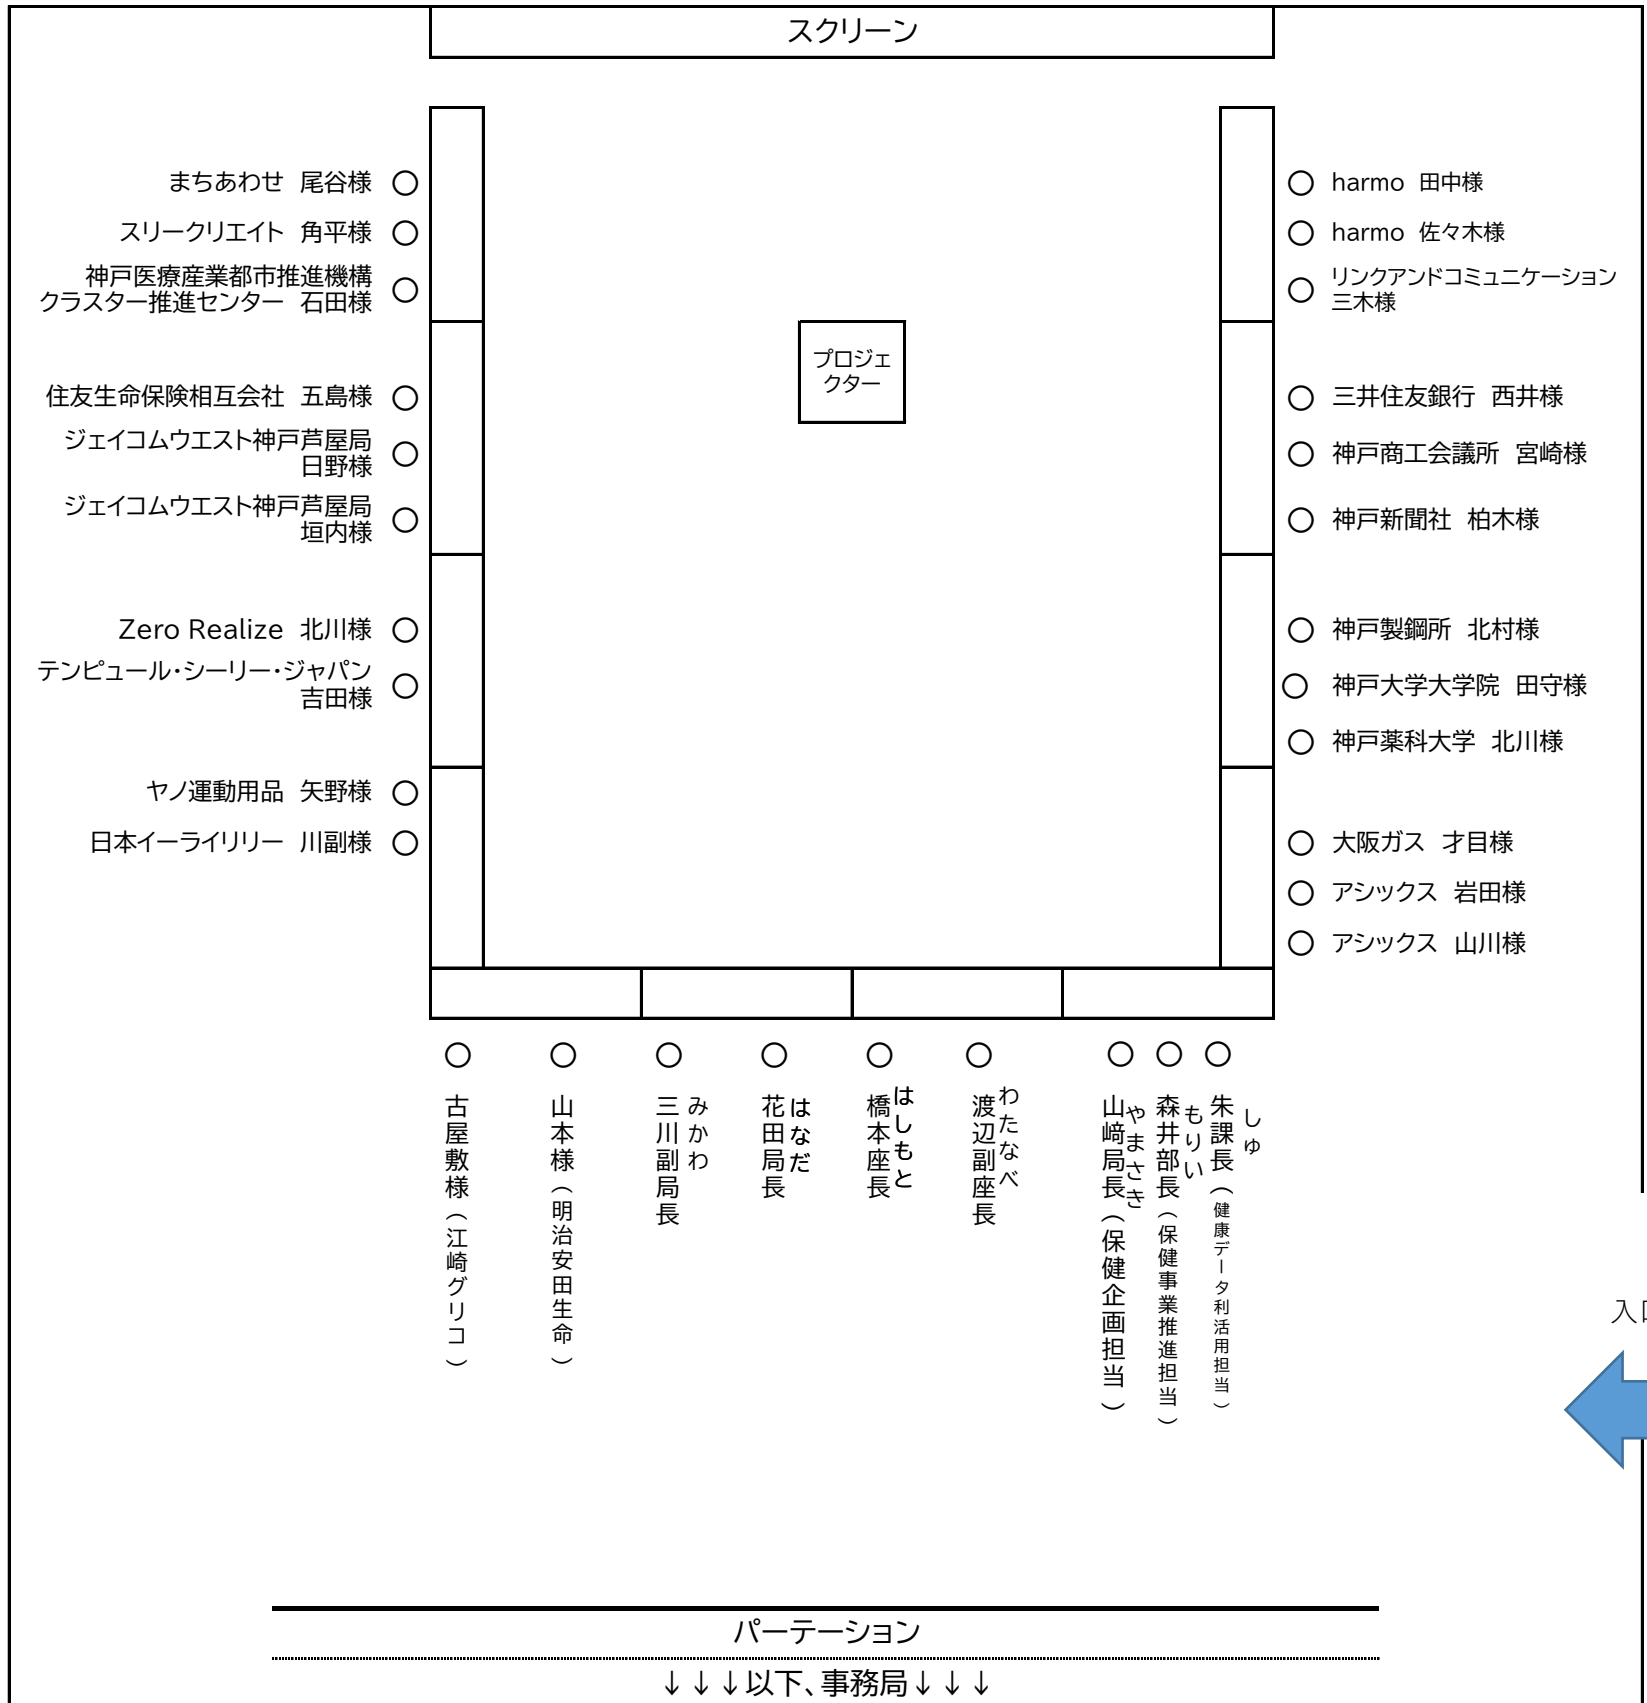 スクリーン
まちあわせ 尾谷様
スリークリエイト 角平様
神戸医療産業都市推進機構
クラスター推進センター 石田様
住友生命保険相互会社 五島様
ジェイコムウエスト神戸芦屋局
日野様
ジェイコムウエスト神戸芦屋局
垣内様
Zero Realize 北川様
テンピュール・シーリー・ジャパン
吉田様
ヤノ運動用品 矢野様
日本イーライリリー 川副様
プロジェ
クター
harmo 田中様
harmo 佐々木様
リンクアンドコミュニケーション
三木様
三井住友銀行 西井様
神戸商工会議所 宮崎様
神戸新聞社 柏木様
神戸製鋼所 北村様
神戸大学大学院 田守様
神戸薬科大学 北川様
大阪ガス 才目様
アシックス 岩田様
アシックス 山川様
古屋敷様（江崎グリコ）
山本様（明治安田生命）
三川副局長
みかわ
花田局長
はなだ
橋本座長
はしもと
渡辺副座長
わたなべ
山﨑局長（保健企画担当）
やまさき
森井部長（保健事業推進担当）
もりい
朱課長（健康データ利活用担当）
しゅ
入
パーテーション
↓↓↓以下、事務局↓↓↓